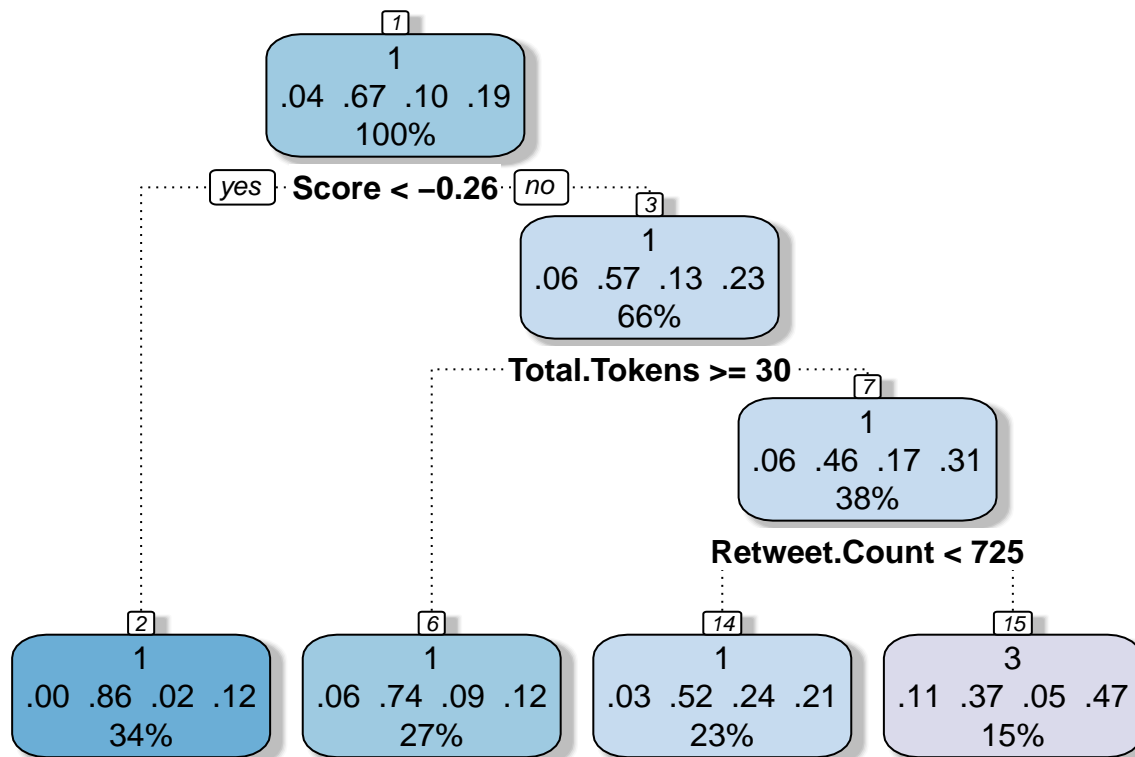 1
1
.04 .67 .10 .19
100%
yes Score < −0.26 no
3
1
.06 .57 .13 .23
66%
Total.Tokens >= 30
7
1
.06 .46 .17 .31
38%
Retweet.Count < 725
2
1
.00 .86 .02 .12
34%
6
1
.06 .74 .09 .12
27%
14
1
.03 .52 .24 .21
23%
15
3
.11 .37 .05 .47
15%